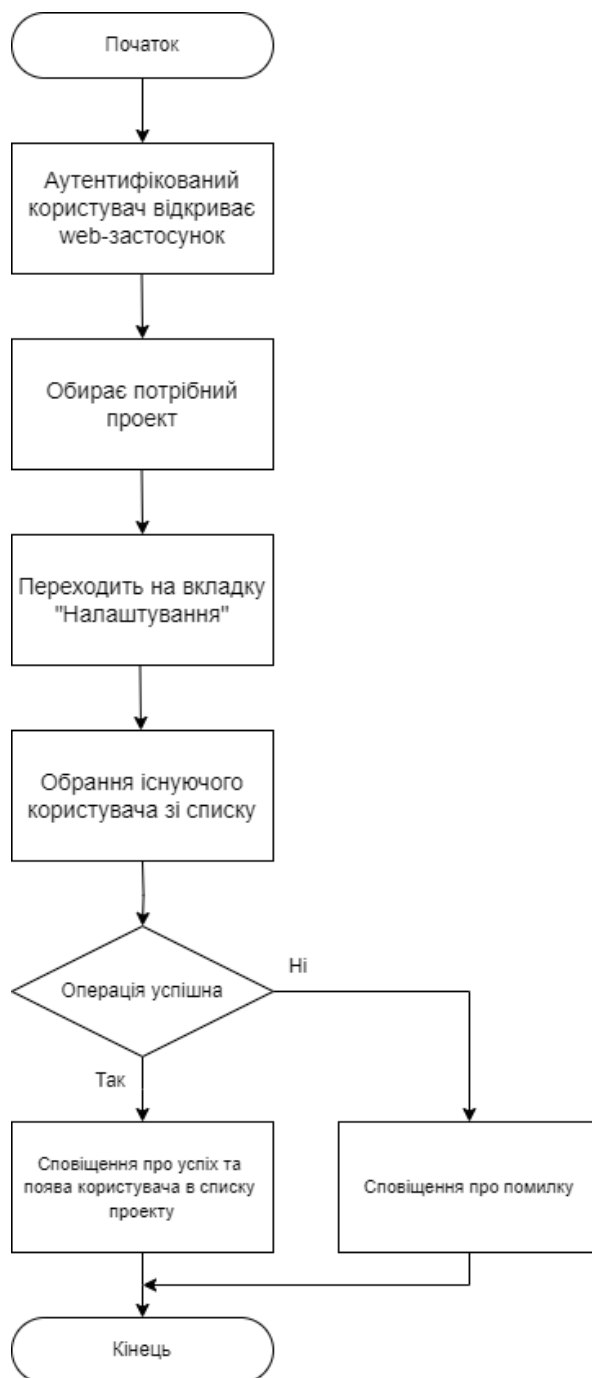 Початок
Аутентифікований
користувач відкриває
web-застосунок
Обирає потрібний
проект
Переходить на вкладку
"Налаштування"
Обрання існуючого
користувача зі списку
Операція успішна
Ні
Так
Сповіщення про успіх та
поява користувача в списку
проекту
Сповіщення про помилку
Кінець